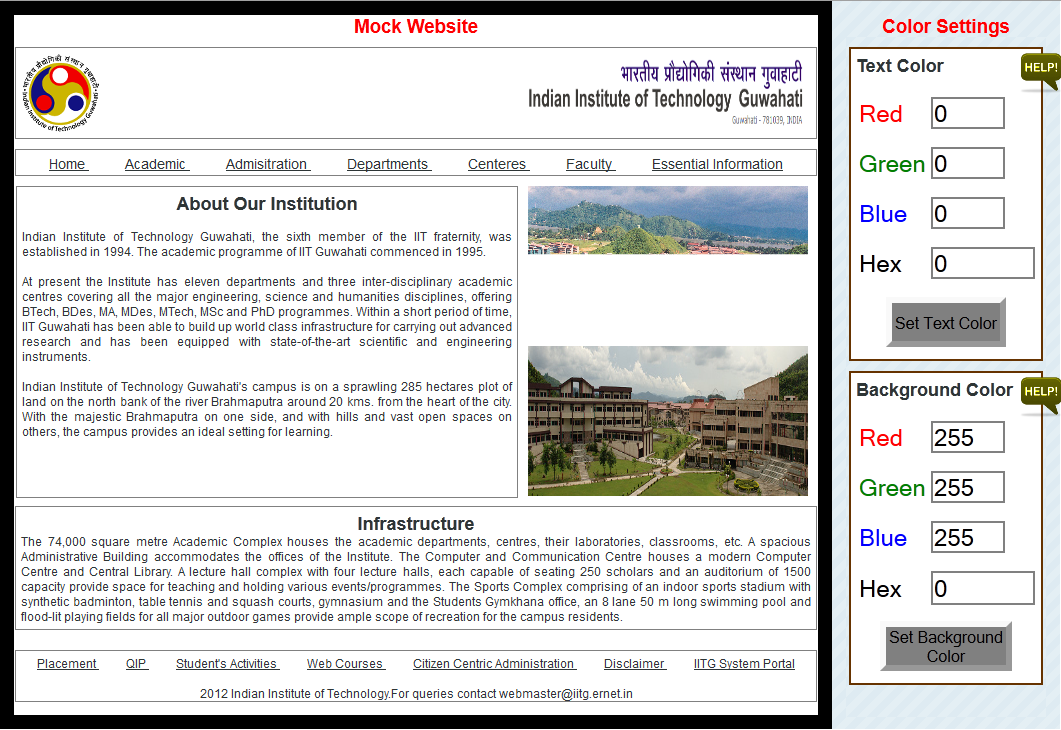 Mock Website
भारतीय प्रौद्योगिकी संस्थान गुवाहाटी
Indian Institute of Technology Guwahati
Guwahati - 781039, INDIA
भारतीय प्रौद्योगिकी संस्थान गुवाहाटी
Indian Institute of Technology Guwahati
Home Academic Admisitration Departments Centeres Faculty Essential Information
About Our Institution
Indian Institute of Technology Guwahati, the sixth member of the IIT fraternity, was
established in 1994. The academic programme of IIT Guwahati commenced in 1995.
At present the Institute has eleven departments and three inter-disciplinary academic
centres covering all the major engineering, science and humanities disciplines, offering
BTech, BDes, MA, MDes, MTech, MSc and PhD programmes. Within a short period of time,
IIT Guwahati has been able to build up world class infrastructure for carrying out advanced
research and has been equipped with state-of-the-art scientific and engineering
instruments.
Indian Institute of Technology Guwahati's campus is on a sprawling 285 hectares plot of
land on the north bank of the river Brahmaputra around 20 kms. from the heart of the city.
With the majestic Brahmaputra on one side, and with hills and vast open spaces on
others, the campus provides an ideal setting for learning.
Infrastructure
The 74,000 square metre Academic Complex houses the academic departments, centres, their laboratories, classrooms, etc. A spacious
Administrative Building accommodates the offices of the Institute. The Computer and Communication Centre houses a modern Computer
Centre and Central Library. A lecture hall complex with four lecture halls, each capable of seating 250 scholars and an auditorium of 1500
capacity provide space for teaching and holding various events/programmes. The Sports Complex comprising of an indoor sports stadium with
synthetic badminton, table tennis and squash courts, gymnasium and the Students Gymkhana office, an 8 lane 50 m long swimming pool and
flood-lit playing fields for all major outdoor games provide ample scope of recreation for the campus residents.
Placement QIP Student's Activities Web Courses Citizen Centric Administration Disclaimer IITG System Portal
2012 Indian Institute of Technology.For queries contact webmaster@iitg.ernet.in
Color Settings
Text Color
HELP!
Red 0
Green 0
Blue 0
Hex 0
Set Text Color
Background Color
HELP!
Red 255
Green 255
Blue 255
Hex 0
Set Background
Color